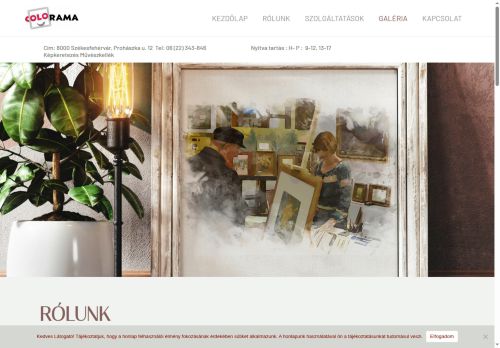 COLORAMA
KEZDŐLAP RÓLUNK SZOLGÁLTATÁSOK GALÉRIA KAPCSOLAT
Cím: 8000 Székesfehérvár, Prohászka u. 12 Tel: 06 (22) 343-848
Képkeretezés Művészkellék
Nyitva tartás : H- P : 9-12, 13-17
RÓLUNK
Kedves Látogató! Tájékoztatjuk, hogy a honlap felhasználói élmény fokozásának érdekében sütiket alkalmazunk. A honlapunk használatával ön a tájékoztatásunkat tudomásul veszi.
Elfogadom